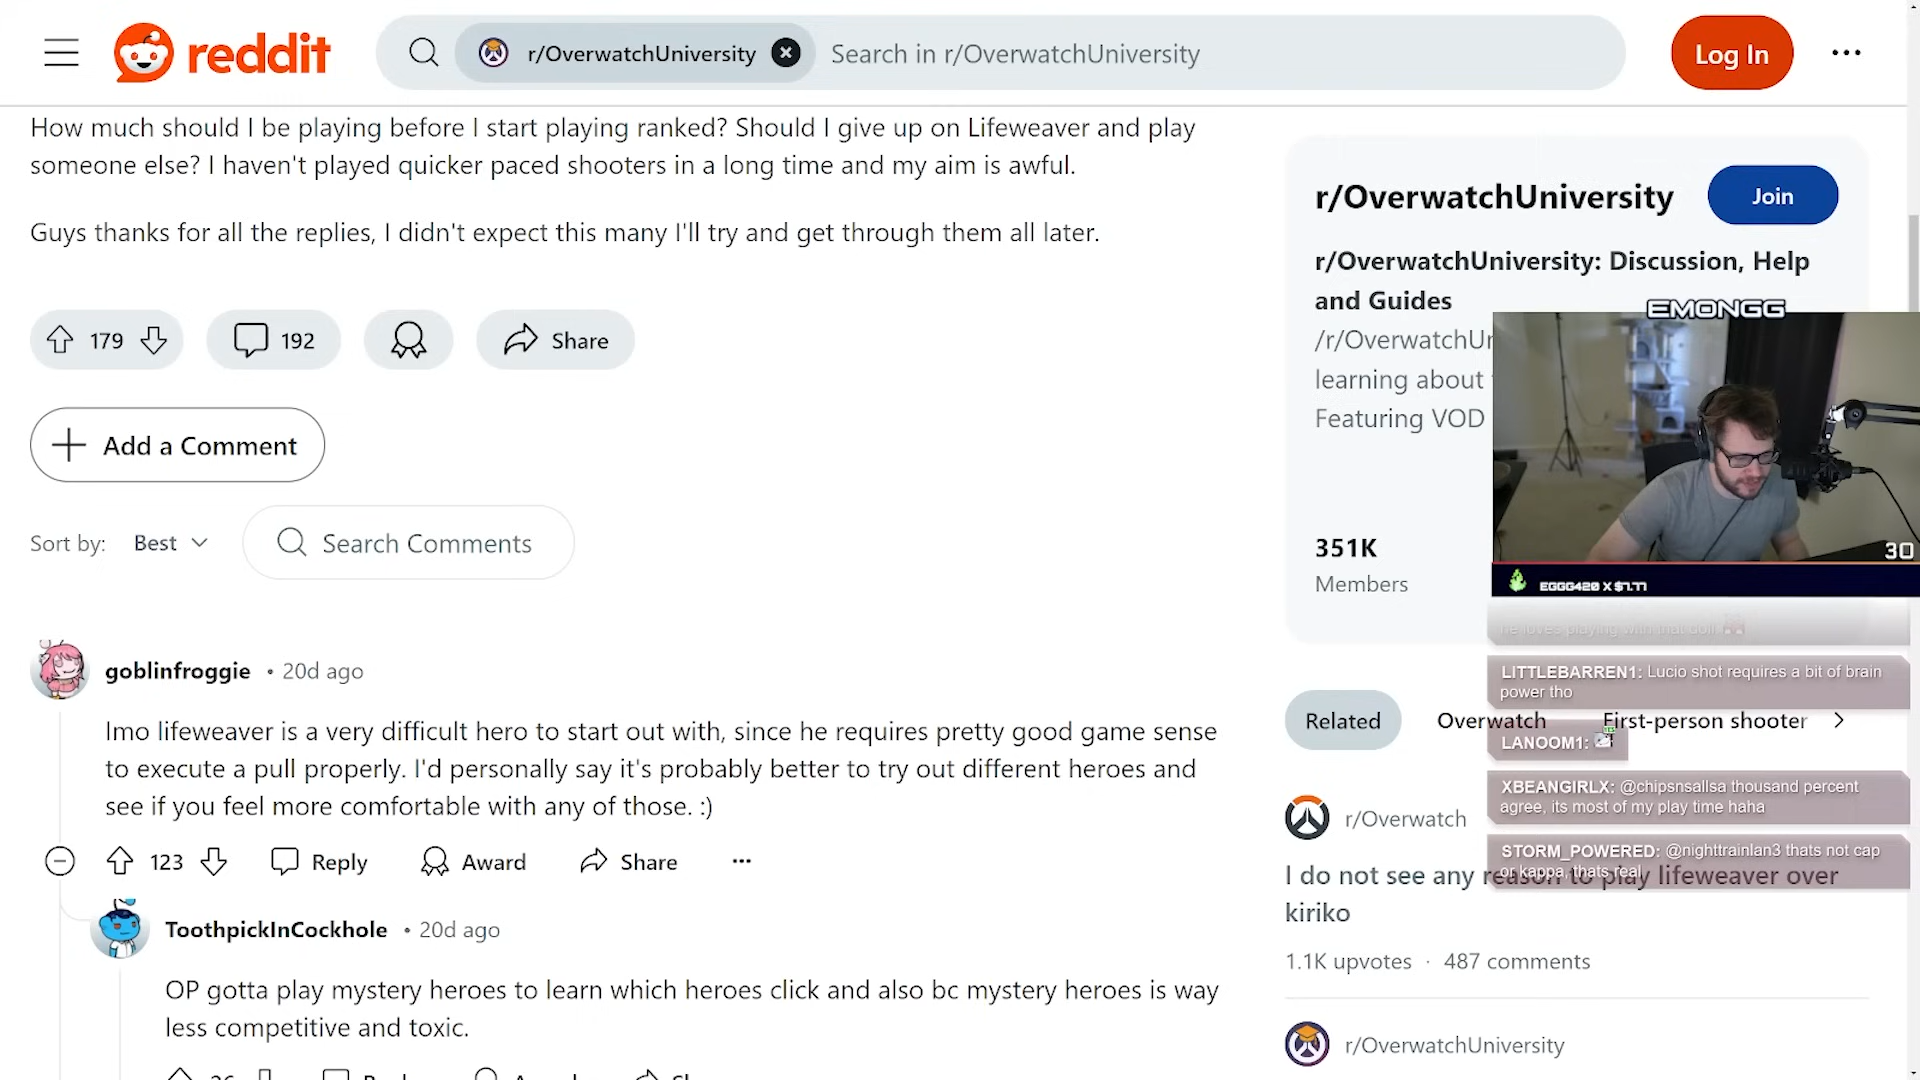 reddit
r/OverwatchUniversity
Search in r/OverwatchUniversity
Log In
How much should I be playing before I start playing ranked? Should I give up on Lifeweaver and play
someone else? I haven't played quicker paced shooters in a long time and my aim is awful.
Guys thanks for all the replies, I didn't expect this many I'll try and get through them all later.
179
192
Share
Add a Comment
Sort by:
Best
Search Comments
goblinfroggie • 20d ago
Imo lifeweaver is a very difficult hero to start out with, since he requires pretty good game sense
to execute a pull properly. I'd personally say it's probably better to try out different heroes and
see if you feel more comfortable with any of those. :)
123
Reply
Award
Share
ToothpickInCockhole • 20d ago
OP gotta play mystery heroes to learn which heroes click and also bc mystery heroes is way
less competitive and toxic.
r/OverwatchUniversity
Join
r/OverwatchUniversity: Discussion, Help
and Guides
/r/OverwatchUn
learning about
Featuring VOD
351K
Members
EMONGG
30
EGGG420 X $7.77
he loves playing with that doll
LITTLEBARREN1: Lucio shot requires a bit of brain
power tho
Related
Overwatch
First-person shooter
LANOOM1:
XBEANGIRLX: @chipsnsallsa thousand percent
agree, its most of my play time haha
STORM_POWERED: @nighttrainlan3 thats not cap
or kappa, thats real
r/Overwatch
I do not see any reason to play lifeweaver over
kiriko
1.1K upvotes · 487 comments
r/OverwatchUniversity